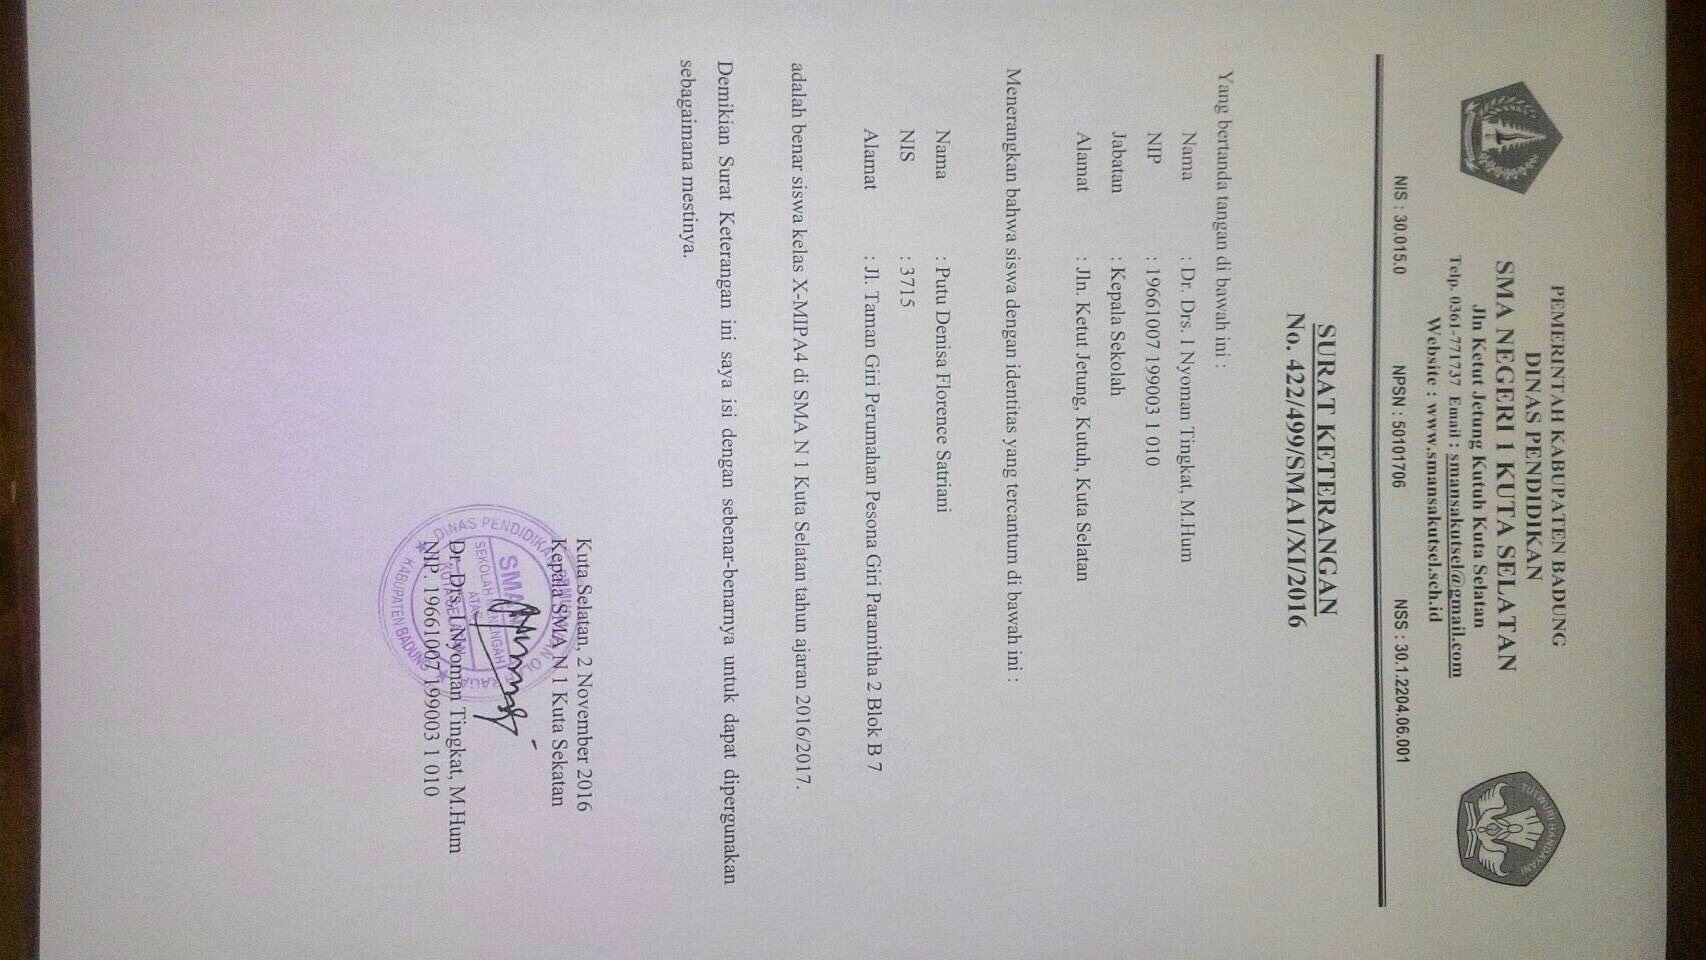 PEMERINTAH KABUPATEN BADUNG
DINAS PENDIDIKAN
SMA NEGERI 1 KUTA SELATAN
Jln Ketut Jetung Kutuh Kuta Selatan
Telp. 0361-771737 Email : smansakutsel@gmail.com
Website : www.smansakutsel.sch.id
NIS : 30.015.0 NPSN : 50101706 NSS : 30.1.2204.06.001
TUT WURI HANDAYANI
SURAT KETERANGAN
No. 422/499/SMA1/XI/2016
Yang bertanda tangan di bawah ini :
Nama : Dr. Drs. I Nyoman Tingkat, M.Hum
NIP : 19661007 199003 1 010
Jabatan : Kepala Sekolah
Alamat : Jln. Ketut Jetung, Kutuh, Kuta Selatan
Menerangkan bahwa siswa dengan identitas yang tercantum di bawah ini :
Nama : Putu Denisa Florence Satriani
NIS : 3715
Alamat : Jl. Taman Giri Perumahan Pesona Giri Paramitha 2 Blok B 7
adalah benar siswa kelas X-MIPA4 di SMA N 1 Kuta Selatan tahun ajaran 2016/2017.
Demikian Surat Keterangan ini saya isi dengan sebenar-benarnya untuk dapat dipergunakan
sebagaimana mestinya.
Kuta Selatan, 2 November 2016
Kepala SMA N 1 Kuta Sekatan
DINAS PENDIDIKAN
SMA
SEKOLAH MENENGAH
ATAS
KABUPATEN BADUNG
Dr. Drs. I Nyoman Tingkat, M.Hum
NIP. 19661007 199003 1 010